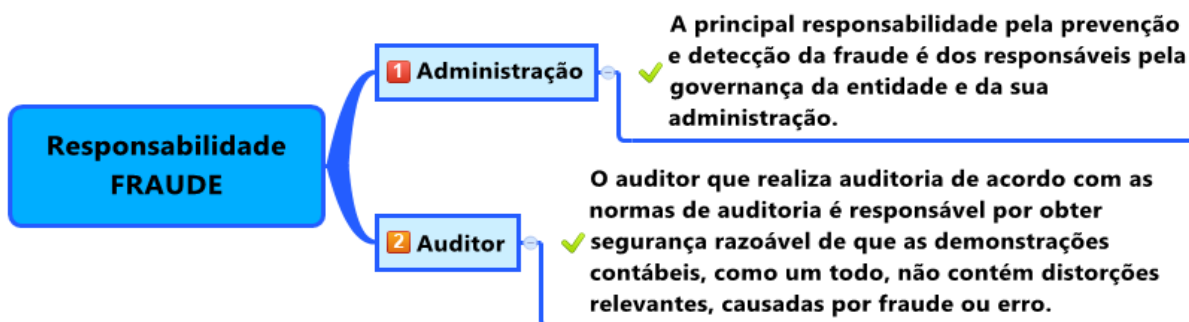 Responsabilidade
FRAUDE
1 Administração
A principal responsabilidade pela prevenção
e detecção da fraude é dos responsáveis pela
governança da entidade e da sua
administração.
2 Auditor
O auditor que realiza auditoria de acordo com as
normas de auditoria é responsável por obter
segurança razoável de que as demonstrações
contábeis, como um todo, não contém distorções
relevantes, causadas por fraude ou erro.